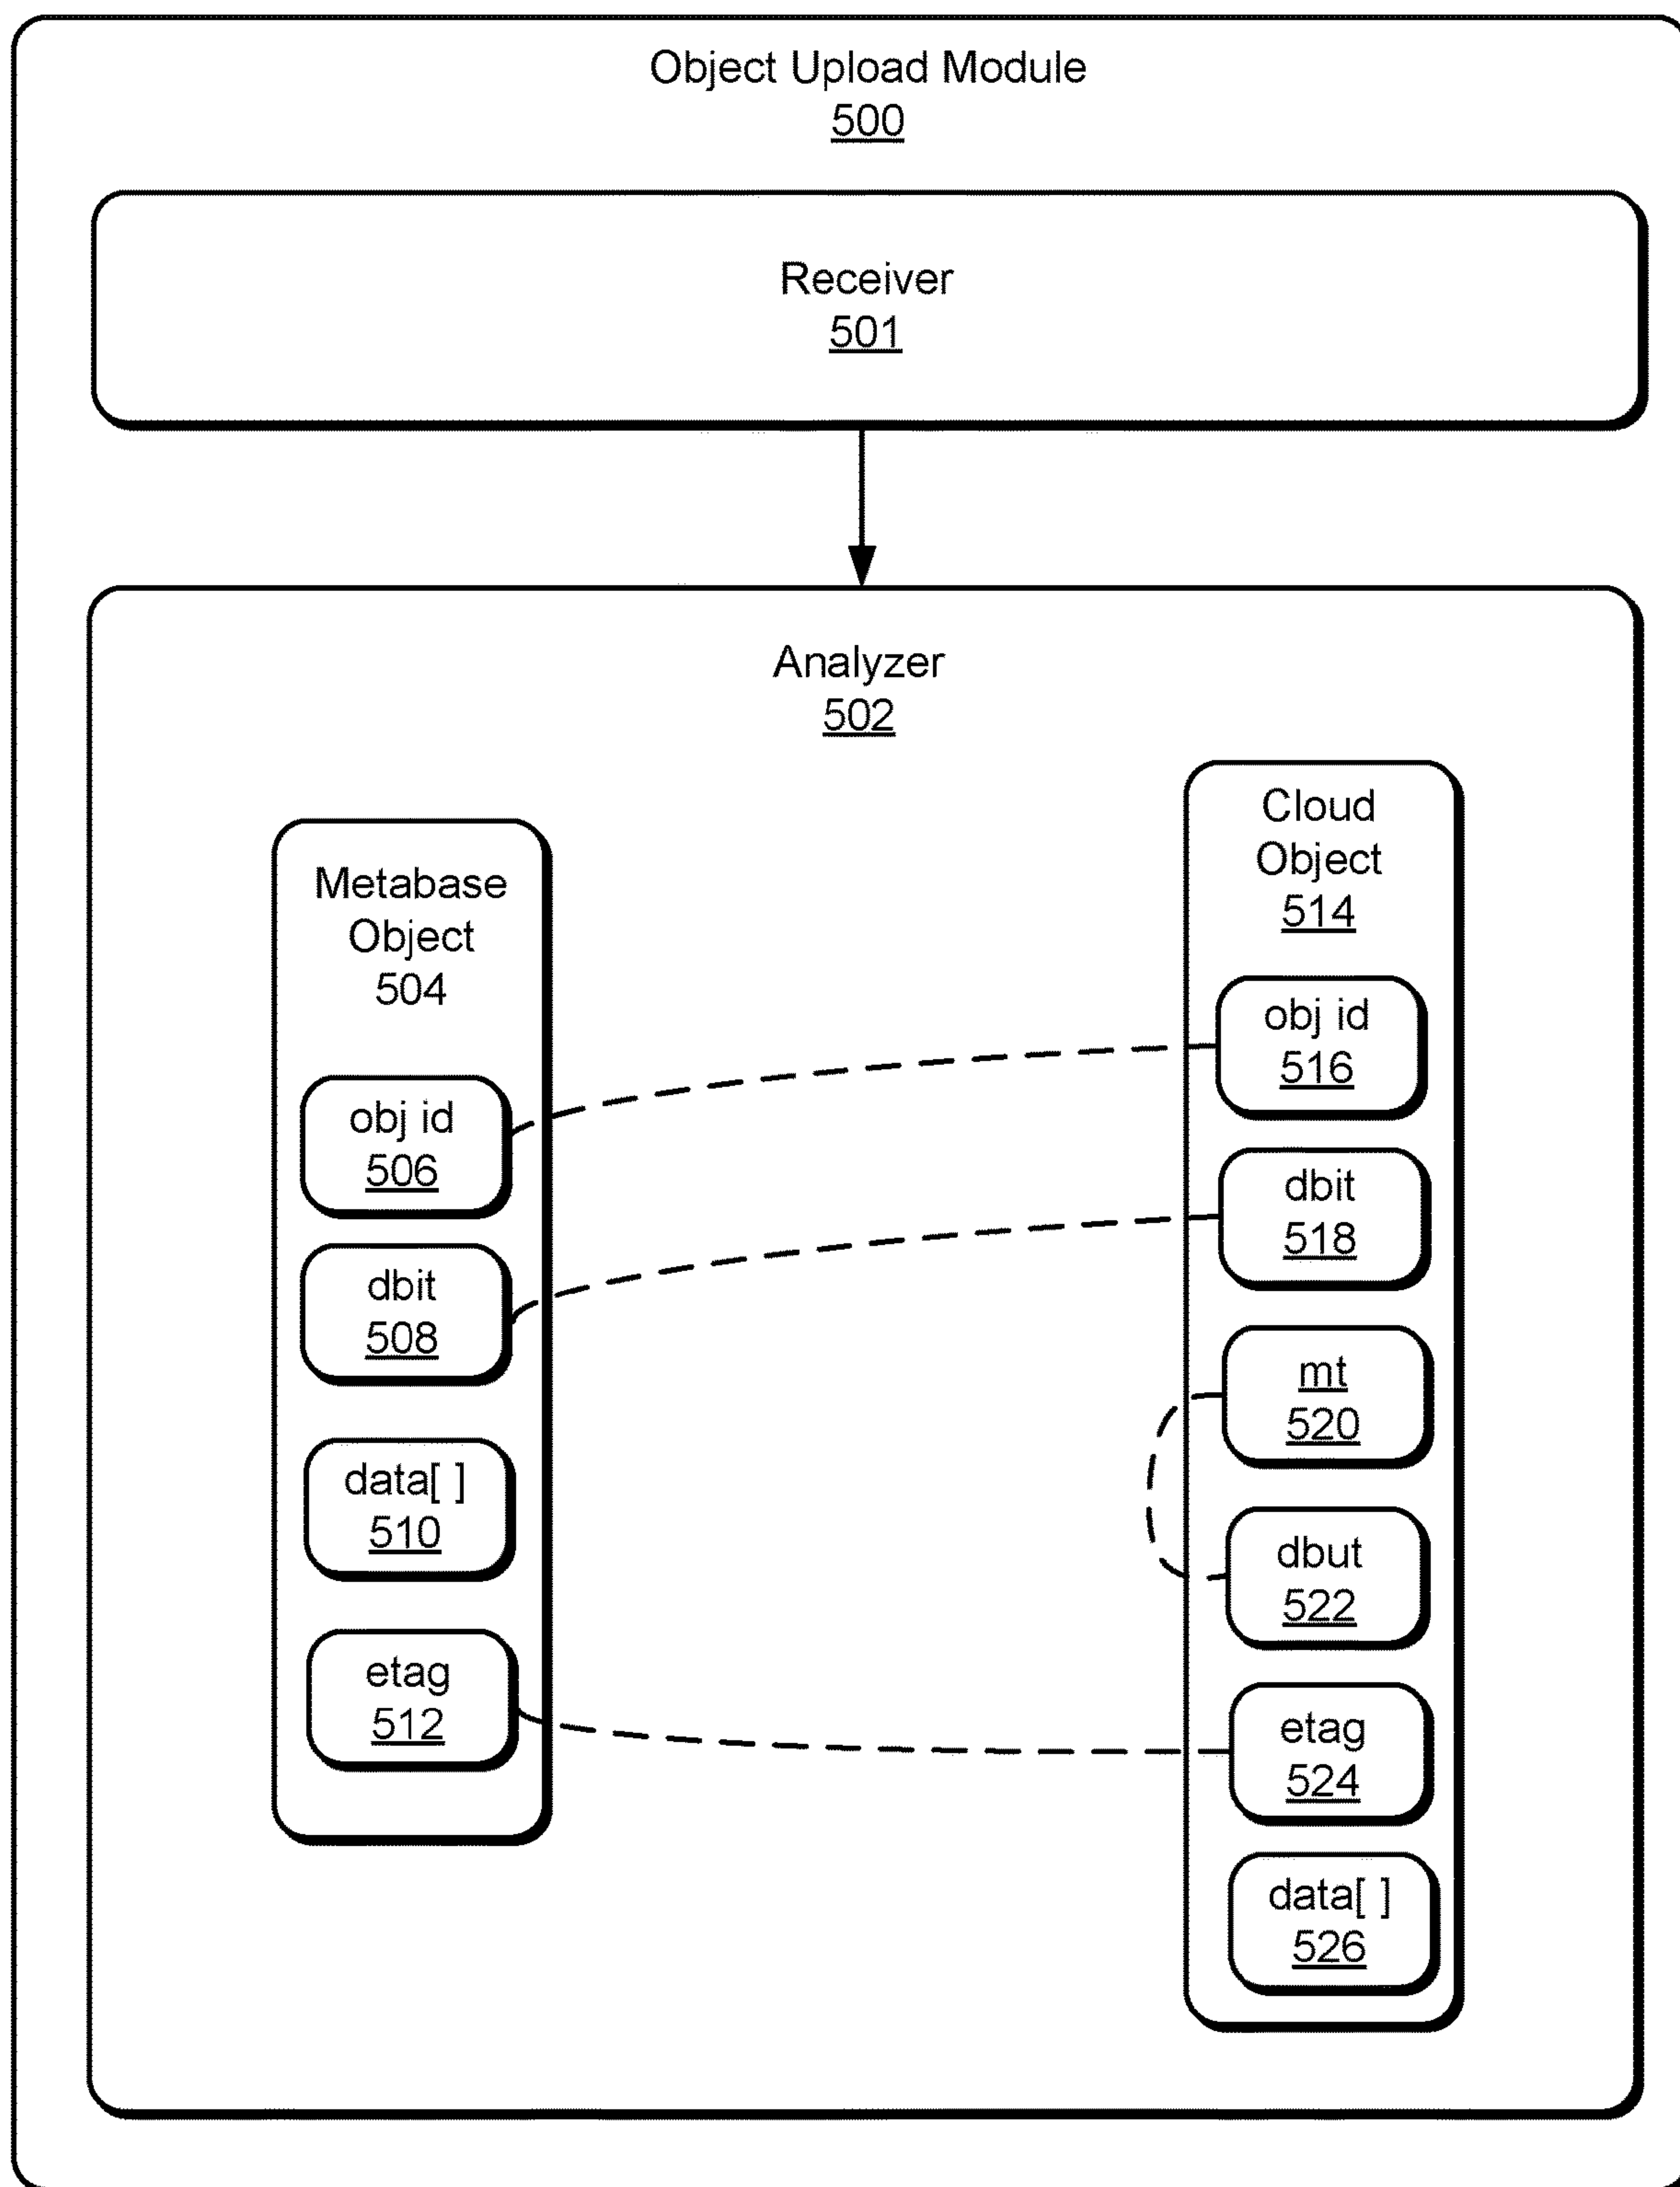 Object Upload Module
500
Receiver
501
Analyzer
502
Metabase
Object
504
obj id
506
dbit
508
data[ ]
510
etag
512
Cloud
Object
514
obj id
516
dbit
518
mt
520
dbut
522
etag
524
data[ ]
526